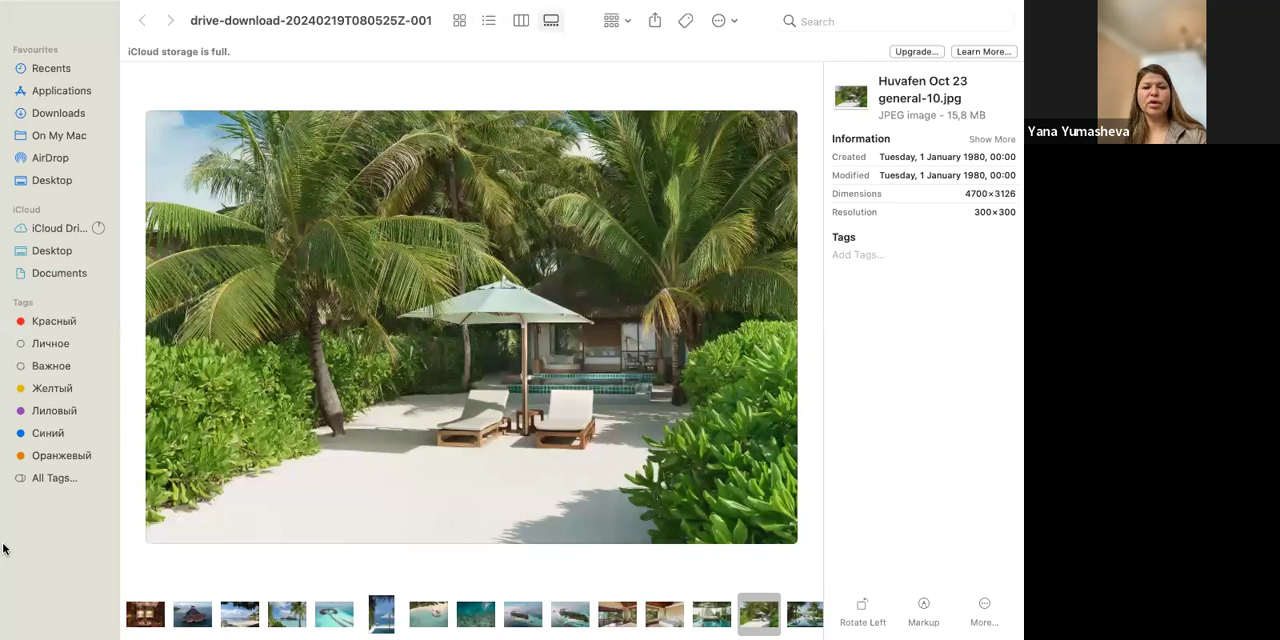 drive-download-20240219T080525Z-001
Search
iCloud storage is full.
Upgrade...
Learn More...
Favourites
Recents
Applications
Downloads
On My Mac
AirDrop
Desktop
iCloud
iCloud Dri...
Desktop
Documents
Tags
Красный
Личное
Важное
Желтый
Лиловый
Синий
Оранжевый
All Tags...
Huvafen Oct 23
general-10.jpg
JPEG image - 15,8 MB
Information Show More
Created Tuesday, 1 January 1980, 00:00
Modified Tuesday, 1 January 1980, 00:00
Dimensions 4700×3126
Resolution 300×300
Tags
Add Tags...
Rotate Left
Markup
More...
Yana Yumasheva